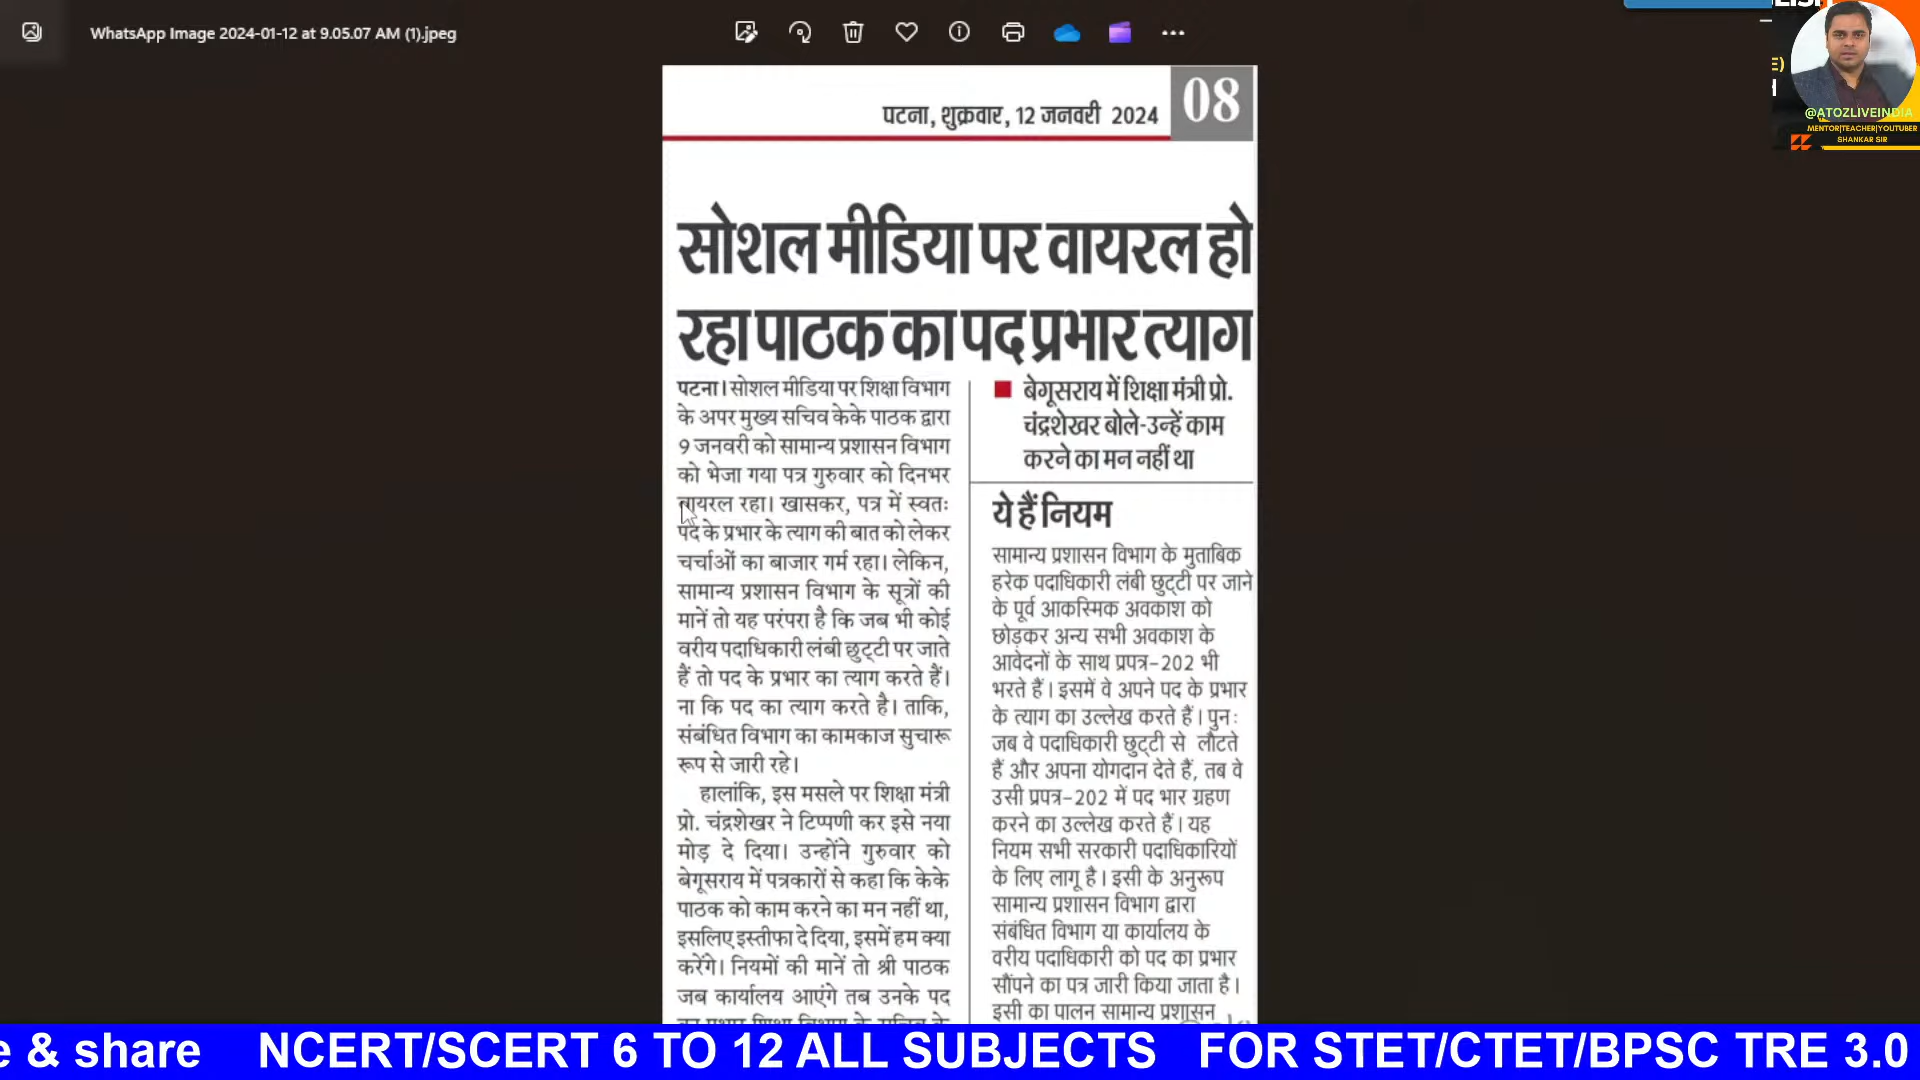 WhatsApp Image 2024-01-12 at 9.05.07 AM (1).jpeg
@ATOZLIVEINDIA
MENTOR|TEACHER|YOUTUBER
SHANKAR SIR
पटना, शुक्रवार, 12 जनवरी 2024
08
सोशल मीडिया पर वायरल हो
रहा पाठक का पद प्रभार त्याग
पटना। सोशल मीडिया पर शिक्षा विभाग
के अपर मुख्य सचिव केके पाठक द्वारा
9 जनवरी को सामान्य प्रशासन विभाग
को भेजा गया पत्र गुरुवार को दिनभर
वायरल रहा। खासकर, पत्र में स्वतः
पद के प्रभार के त्याग की बात को लेकर
चर्चाओं का बाजार गर्म रहा। लेकिन,
सामान्य प्रशासन विभाग के सूत्रों की
मानें तो यह परंपरा है कि जब भी कोई
वरीय पदाधिकारी लंबी छुट्टी पर जाते
हैं तो पद के प्रभार का त्याग करते हैं।
ना कि पद का त्याग करते है। ताकि,
संबंधित विभाग का कामकाज सुचारू
रूप से जारी रहे।
हालांकि, इस मसले पर शिक्षा मंत्री
प्रो. चंद्रशेखर ने टिप्पणी कर इसे नया
मोड़ दे दिया। उन्होंने गुरुवार को
बेगूसराय में पत्रकारों से कहा कि केके
पाठक को काम करने का मन नहीं था,
इसलिए इस्तीफा दे दिया, इसमें हम क्या
करेंगे। नियमों की मानें तो श्री पाठक
जब कार्यालय आएंगे तब उनके पद
बेगूसराय में शिक्षा मंत्री प्रो.
चंद्रशेखर बोले-उन्हें काम
करने का मन नहीं था
ये हैं नियम
सामान्य प्रशासन विभाग के मुताबिक
हरेक पदाधिकारी लंबी छुट्टी पर जाने
के पूर्व आकस्मिक अवकाश को
छोड़कर अन्य सभी अवकाश के
आवेदनों के साथ प्रपत्र-202 भी
भरते हैं। इसमें वे अपने पद के प्रभार
के त्याग का उल्लेख करते हैं। पुनः
जब वे पदाधिकारी छुट्टी से लौटते
हैं और अपना योगदान देते हैं, तब वे
उसी प्रपत्र-202 में पद भार ग्रहण
करने का उल्लेख करते हैं। यह
नियम सभी सरकारी पदाधिकारियों
के लिए लागू है। इसी के अनुरूप
सामान्य प्रशासन विभाग द्वारा
संबंधित विभाग या कार्यालय के
वरीय पदाधिकारी को पद का प्रभार
सौंपने का पत्र जारी किया जाता है।
इसी का पालन सामान्य प्रशासन
e & share NCERT/SCERT 6 TO 12 ALL SUBJECTS FOR STET/CTET/BPSC TRE 3.0